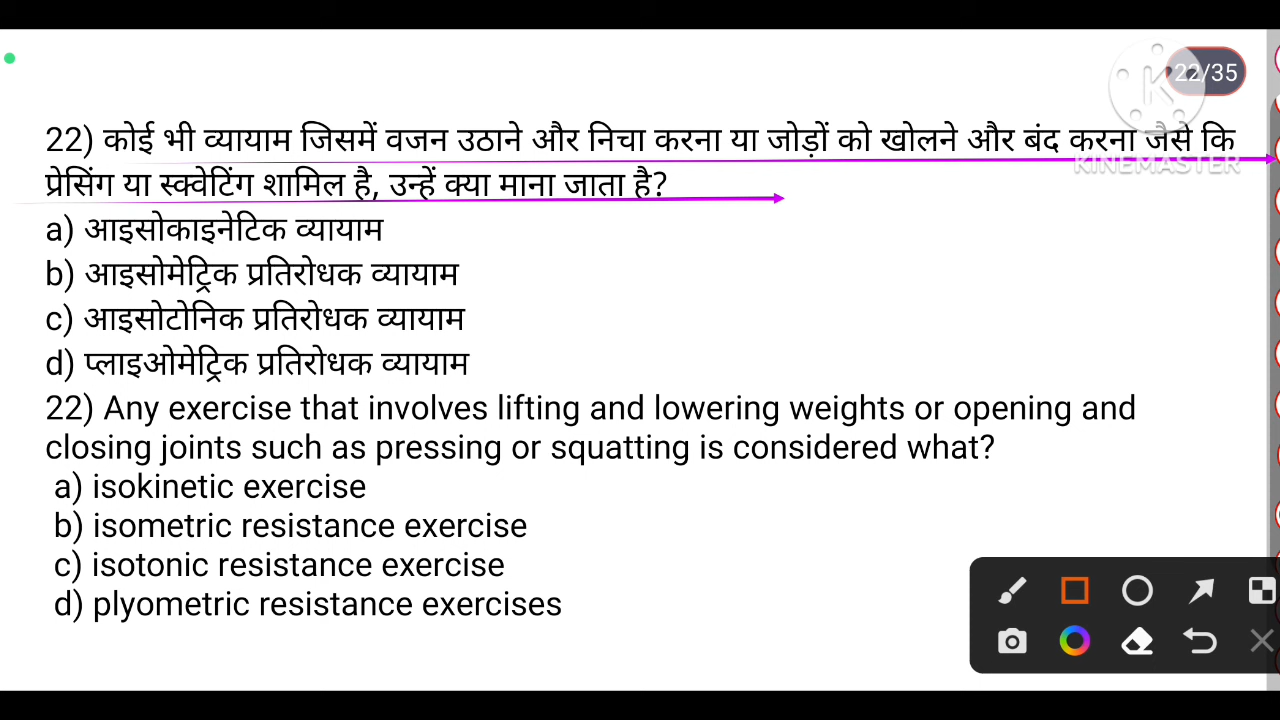 22/35
KINEMASTER
22) कोई भी व्यायाम जिसमें वजन उठाने और निचा करना या जोड़ों को खोलने और बंद करना जैसे कि
प्रेसिंग या स्क्वेटिंग शामिल है, उन्हें क्या माना जाता है?
a) आइसोकाइनेटिक व्यायाम
b) आइसोमेट्रिक प्रतिरोधक व्यायाम
c) आइसोटोनिक प्रतिरोधक व्यायाम
d) प्लाइओमेट्रिक प्रतिरोधक व्यायाम
22) Any exercise that involves lifting and lowering weights or opening and
closing joints such as pressing or squatting is considered what?
a) isokinetic exercise
b) isometric resistance exercise
c) isotonic resistance exercise
d) plyometric resistance exercises